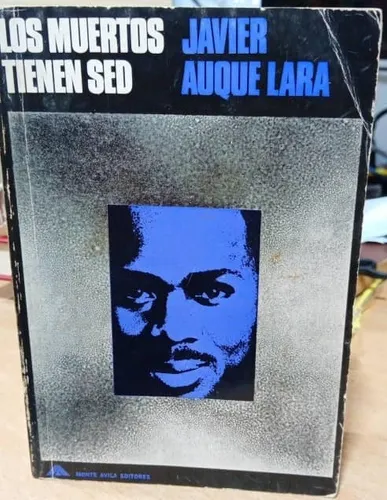 LOS MUERTOS
TIENEN SED
JAVIER
AUQUE LARA
MONTE AVILA EDITORES